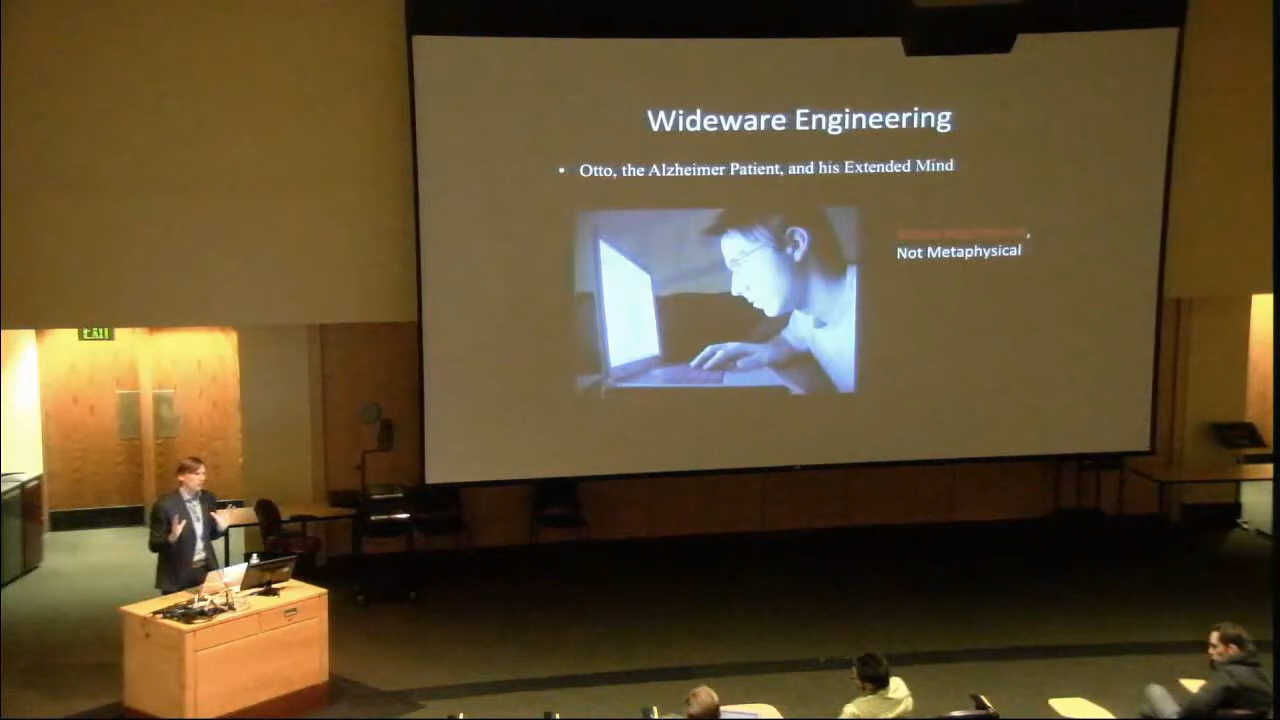 Wideware Engineering
• Otto, the Alzheimer Patient, and his Extended Mind
Not Metaphysical
EXIT